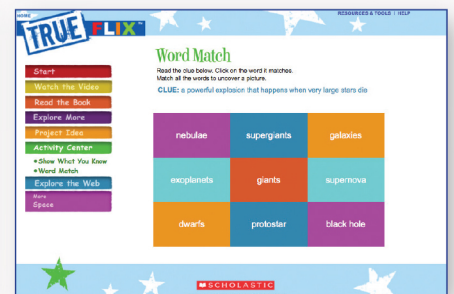 HOME
RESOURCES & TOOLS | HELP
TRUE FLIX™
Word Match
Read the clue below. Click on the word it matches.
Match all the words to uncover a picture.
CLUE: a powerful explosion that happens when very large stars die
Start
Watch the Video
Read the Book
Explore More
Project Idea
Activity Center
•Show What You Know
•Word Match
Explore the Web
More
Space
nebulae
supergiants
galaxies
exoplanets
giants
supernova
dwarfs
protostar
black hole
SCHOLASTIC